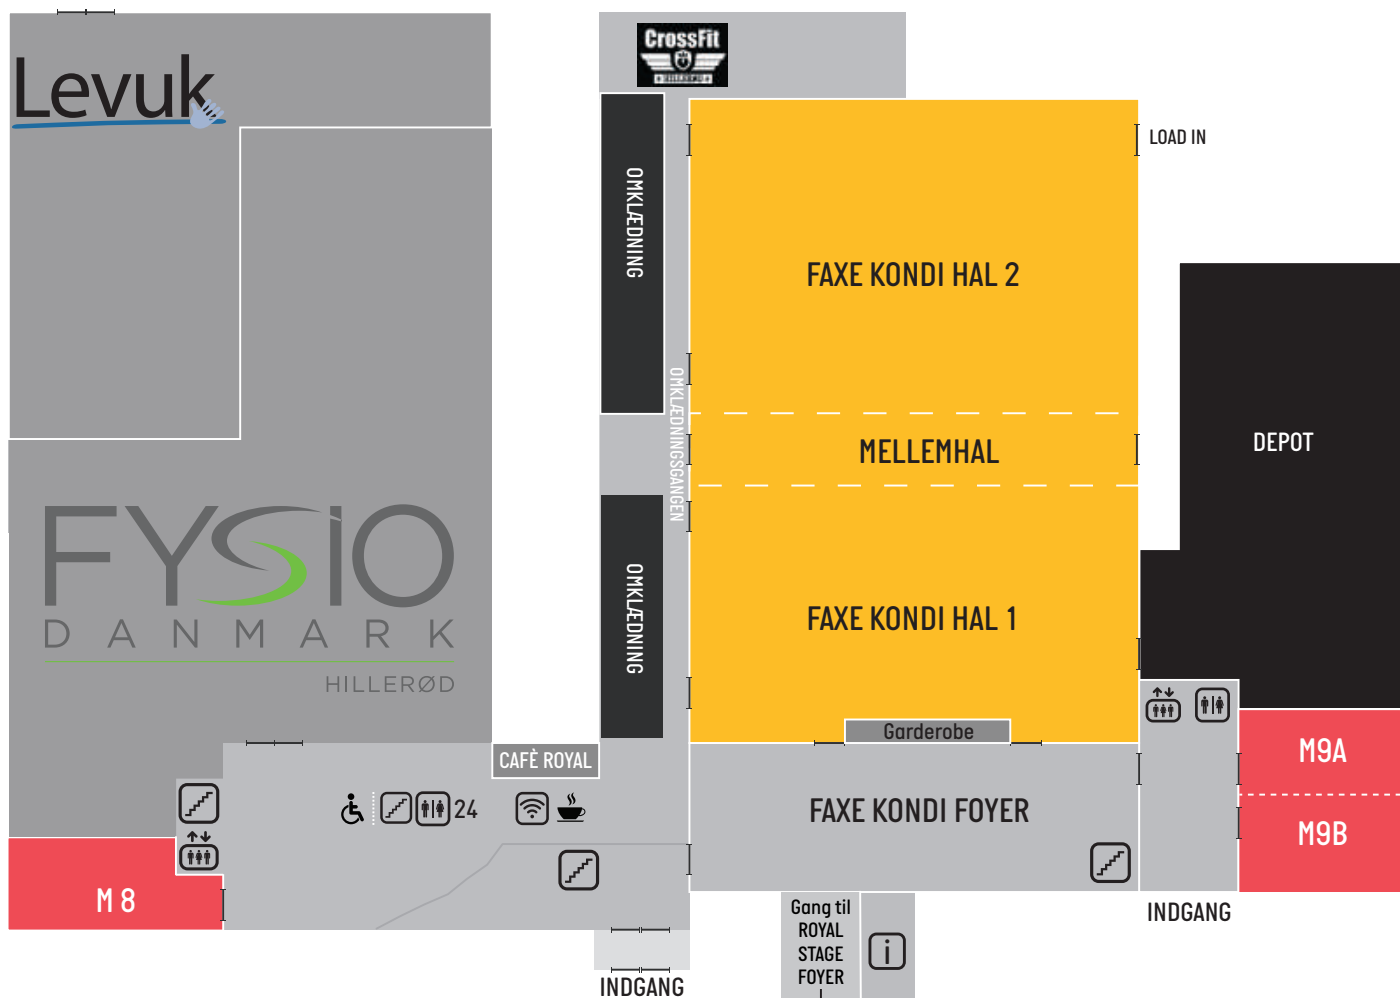 Levuk
CrossFit
HILLERØD
LOAD IN
OMKLÆDNING
FAXE KONDI HAL 2
OMKLÆDNINGSGANGEN
MELLEMHAL
DEPOT
FYSIO
DANMARK
HILLERØD
OMKLÆDNING
FAXE KONDI HAL 1
Garderobe
CAFÈ ROYAL
M9A
24
FAXE KONDI FOYER
M9B
M 8
INDGANG
Gang til
ROYAL
STAGE
FOYER
i
INDGANG